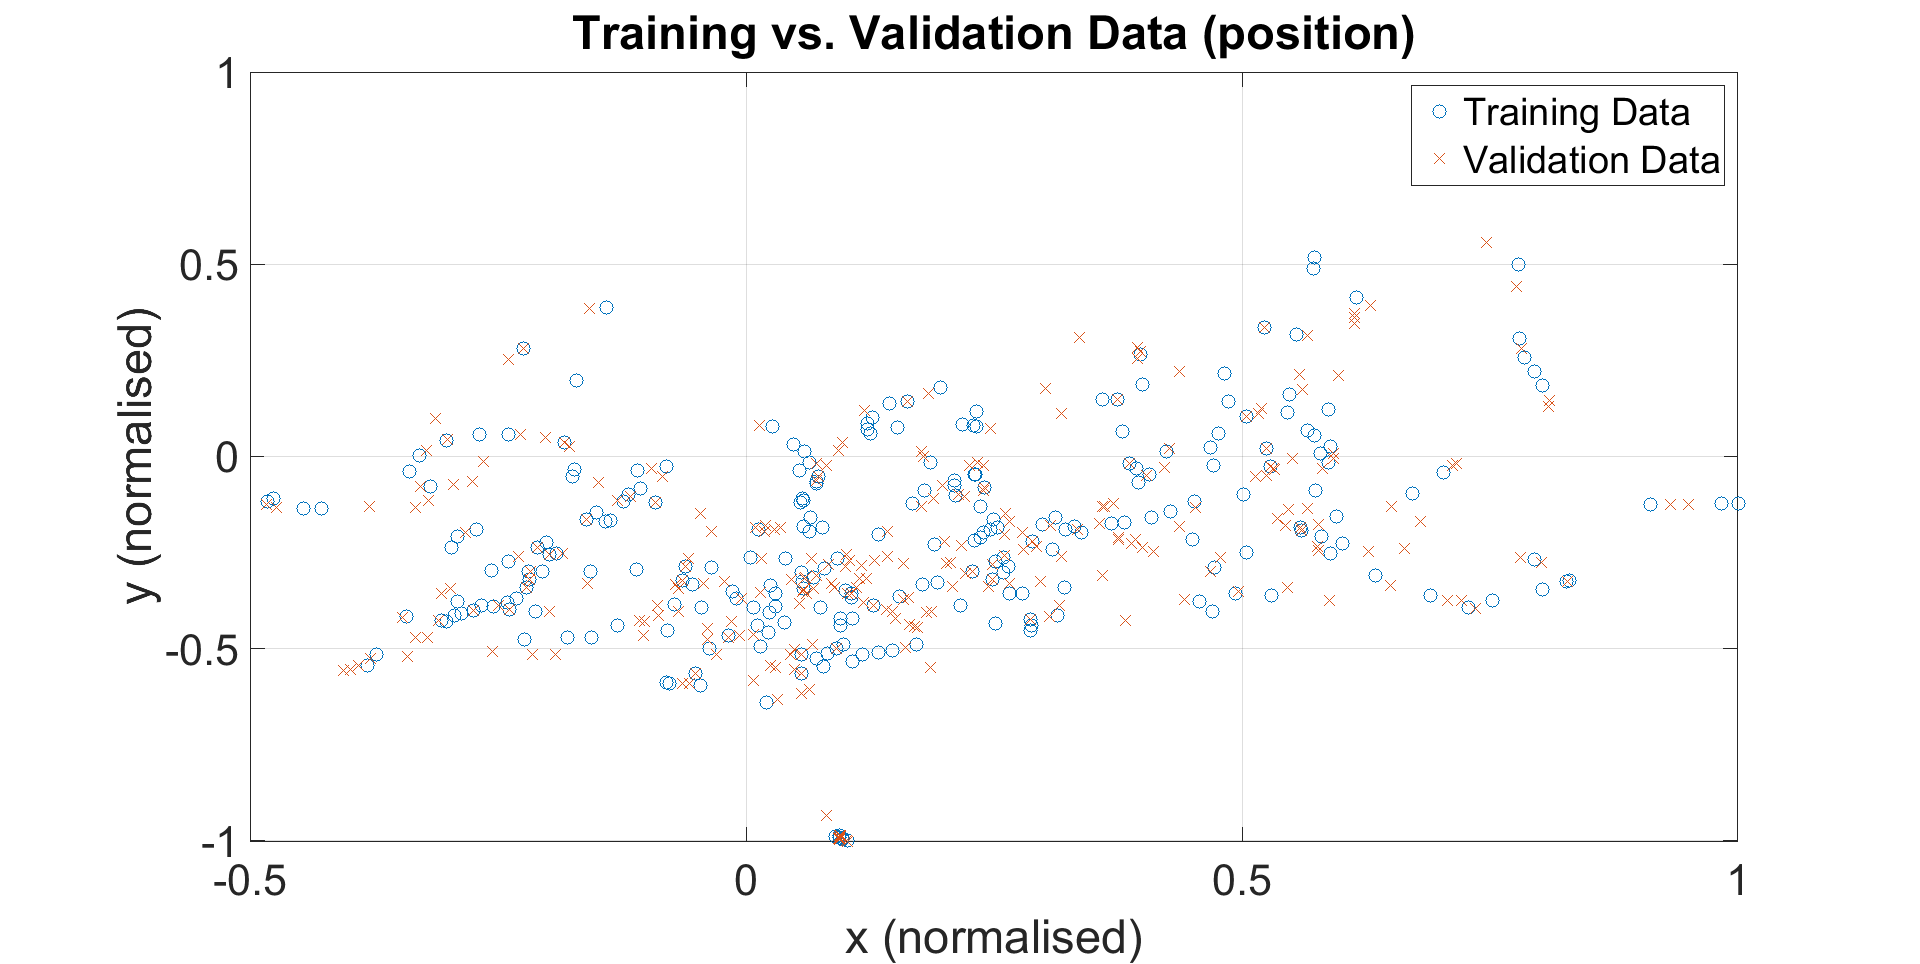 Training vs. Validation Data (position)
1
Training Data
Validation Data
0.5
0
-0.5
-1
y (normalised)
-0.5
0
0.5
1
x (normalised)